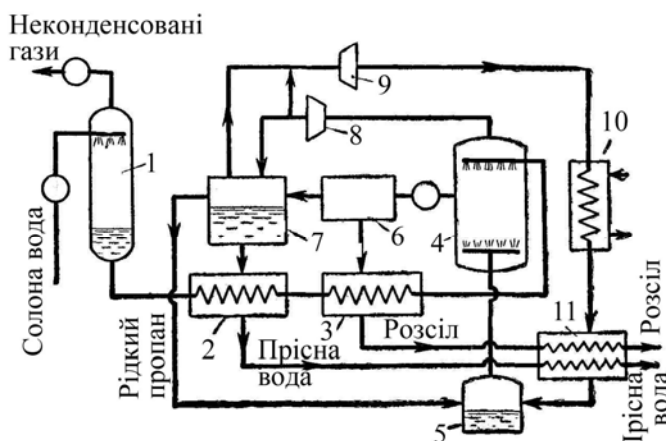 Неконденсовані
гази
9
8
10
1
4
6
7
11
2
3
Розсіл
Розсіл
Солона вода
Рідкий
пропан
Прісна
вода
5
Прісна
вода